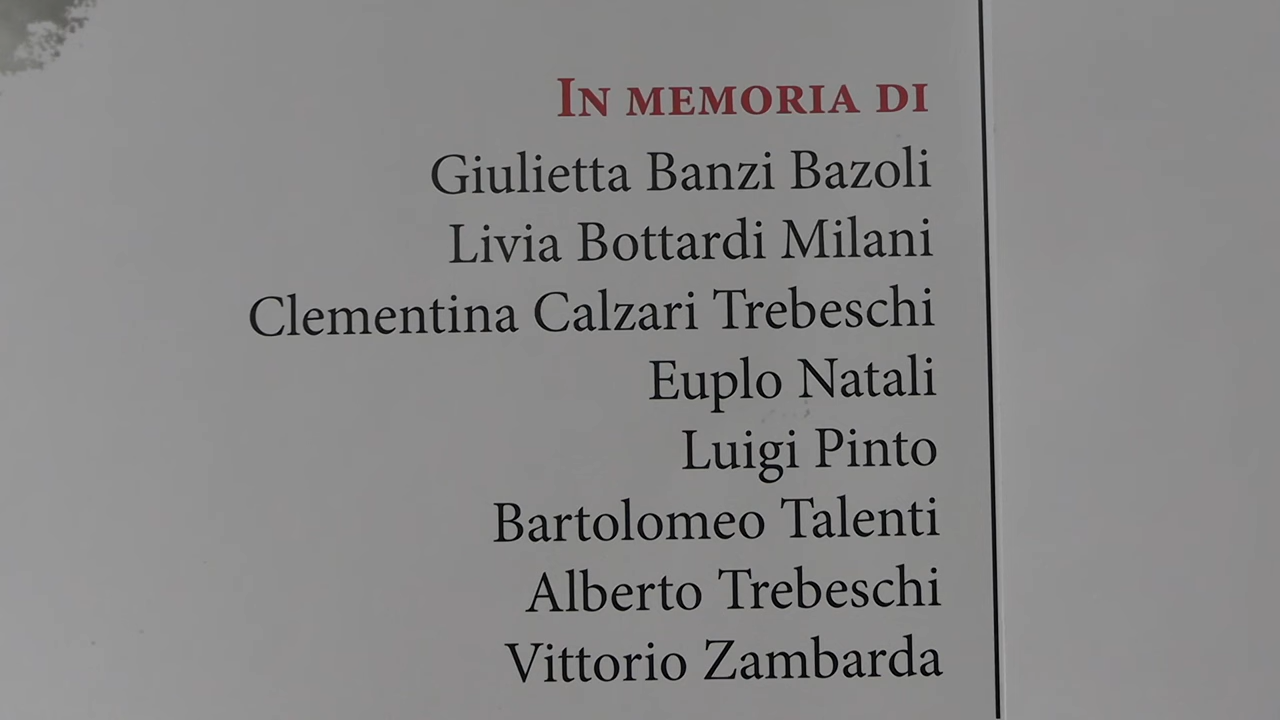 In memoria di
Giulietta Banzi Bazoli
Livia Bottardi Milani
Clementina Calzari Trebeschi
Euplo Natali
Luigi Pinto
Bartolomeo Talenti
Alberto Trebeschi
Vittorio Zambarda